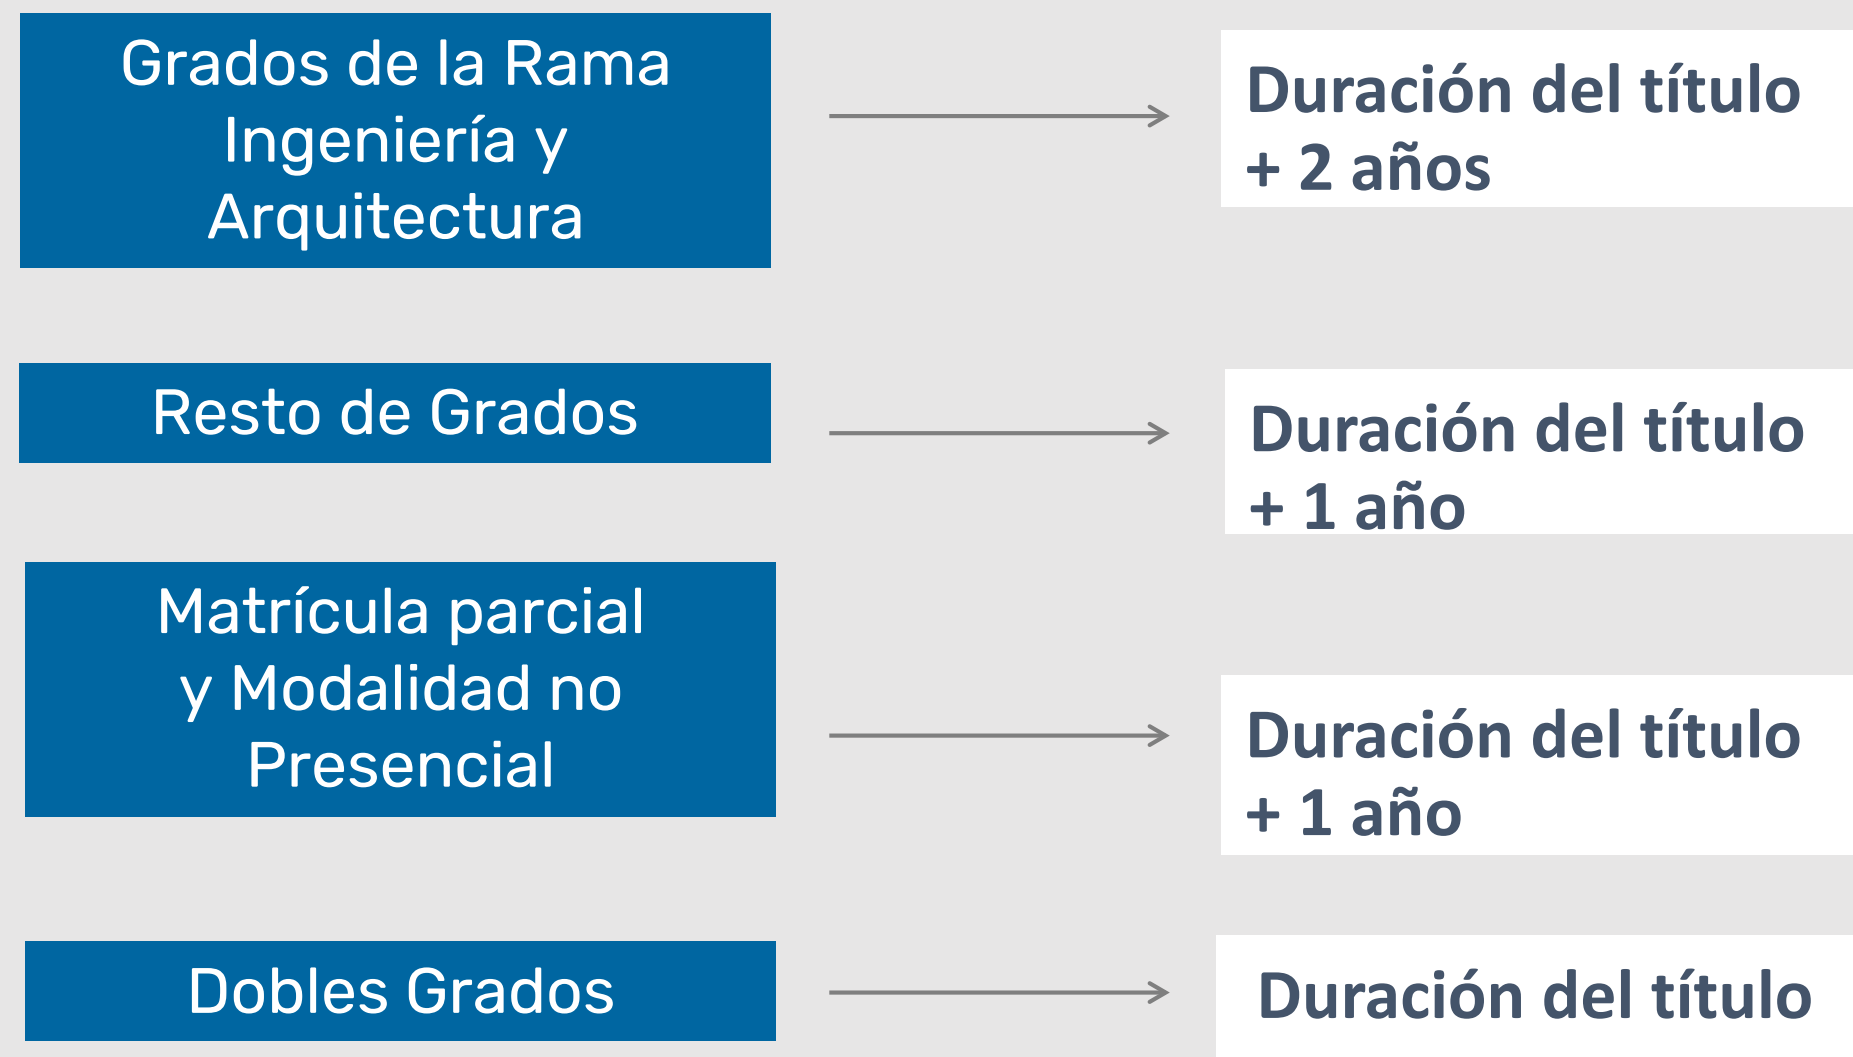 Grados de la Rama
Ingeniería y
Arquitectura
Duración del título
+ 2 años
Resto de Grados
Duración del título
+ 1 año
Matrícula parcial
y Modalidad no
Presencial
Duración del título
+ 1 año
Dobles Grados
Duración del título